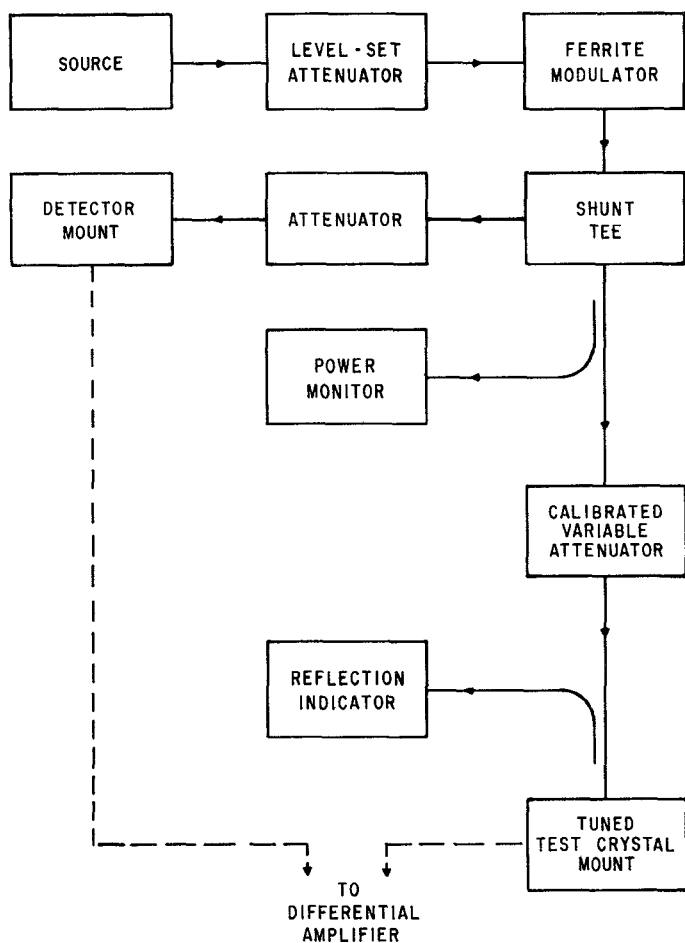 SOURCE
LEVEL-SET
ATTENUATOR
FERRITE
MODULATOR
DETECTOR
MOUNT
ATTENUATOR
SHUNT
TEE
POWER
MONITOR
CALIBRATED
VARIABLE
ATTENUATOR
REFLECTION
INDICATOR
TUNED
TEST CRYSTAL
MOUNT
TO
DIFFERENTIAL
AMPLIFIER